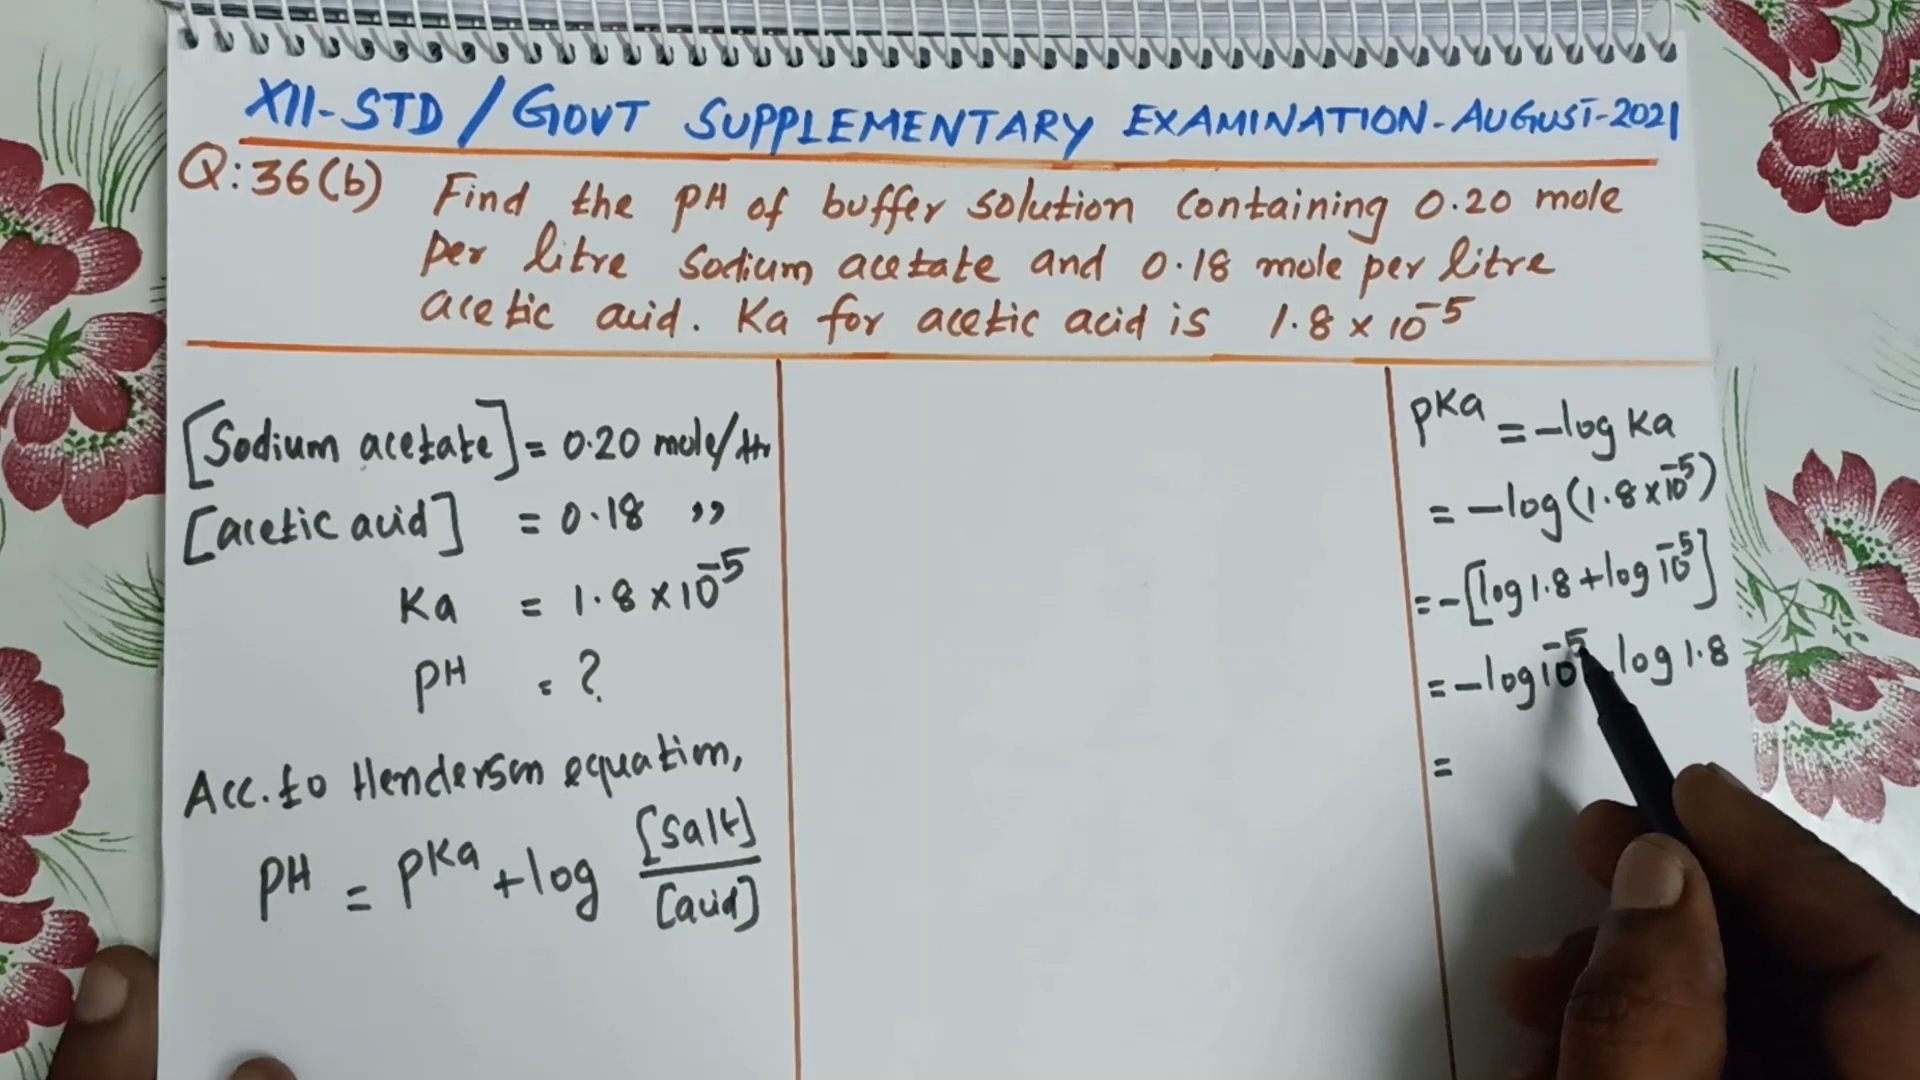 XII-STD / GOVT SUPPLEMENTARY EXAMINATION-AUGUST-2021
Q:36(b) Find the pH of buffer solution containing 0.20 mole
per litre sodium acetate and 0.18 mole per litre
acetic acid. Ka for acetic acid is 1.8 × 10⁻⁵
[Sodium acetate] = 0.20 mole/ltr
[acetic acid] = 0.18 ,,
Ka = 1.8 × 10⁻⁵
pH = ?
Acc. to Henderson equation,
pH = pKa + log [salt]/[acid]
pKa = -log Ka
= -log(1.8×10⁻⁵)
= -[log 1.8 + log 10⁻⁵]
= -log 10⁻⁵ log 1.8
=